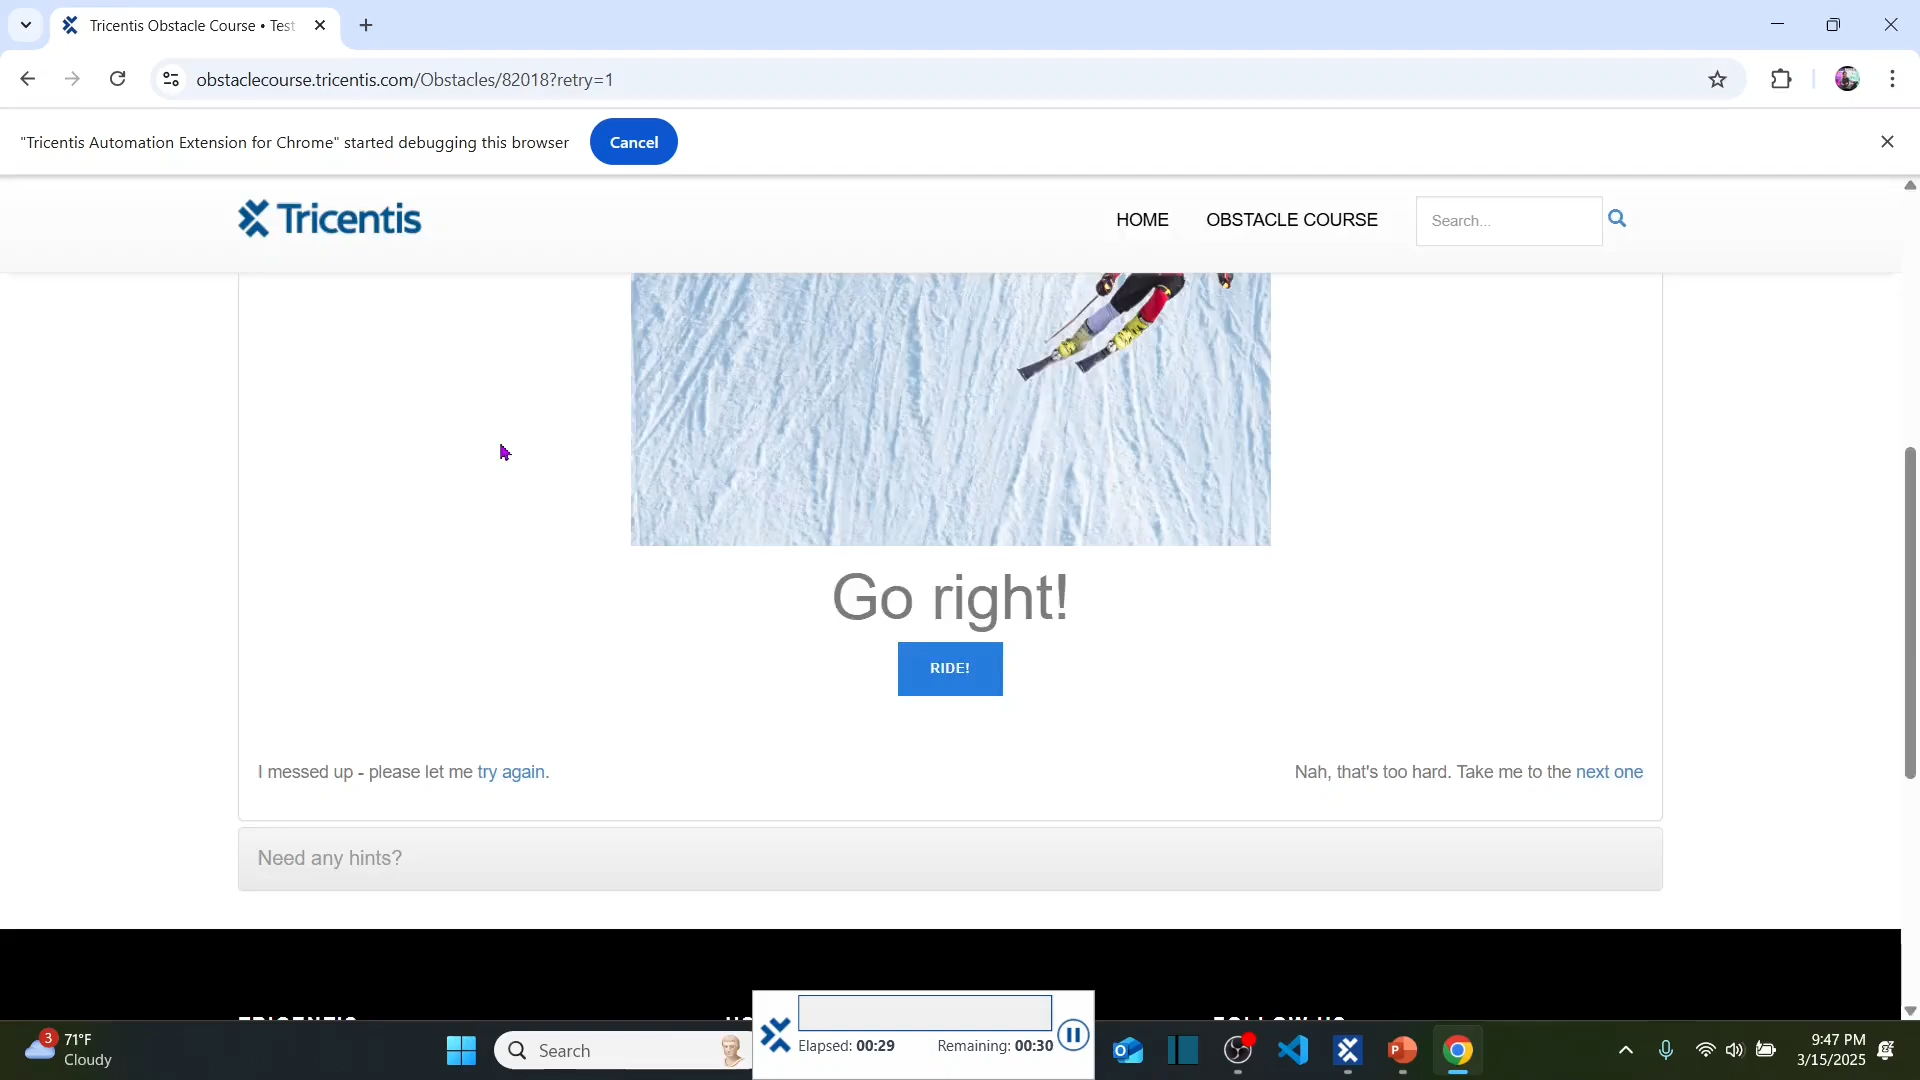 Tricentis Obstacle Course • Test
obstaclecourse.tricentis.com/Obstacles/82018?retry=1
"Tricentis Automation Extension for Chrome" started debugging this browser
Cancel
Tricentis
HOME
OBSTACLE COURSE
Search...
Go right!
RIDE!
I messed up - please let me try again.
Nah, that's too hard. Take me to the next one
Need any hints?
3
71°F
Cloudy
Search
Elapsed: 00:29
Remaining: 00:30
9:47 PM
3/15/2025